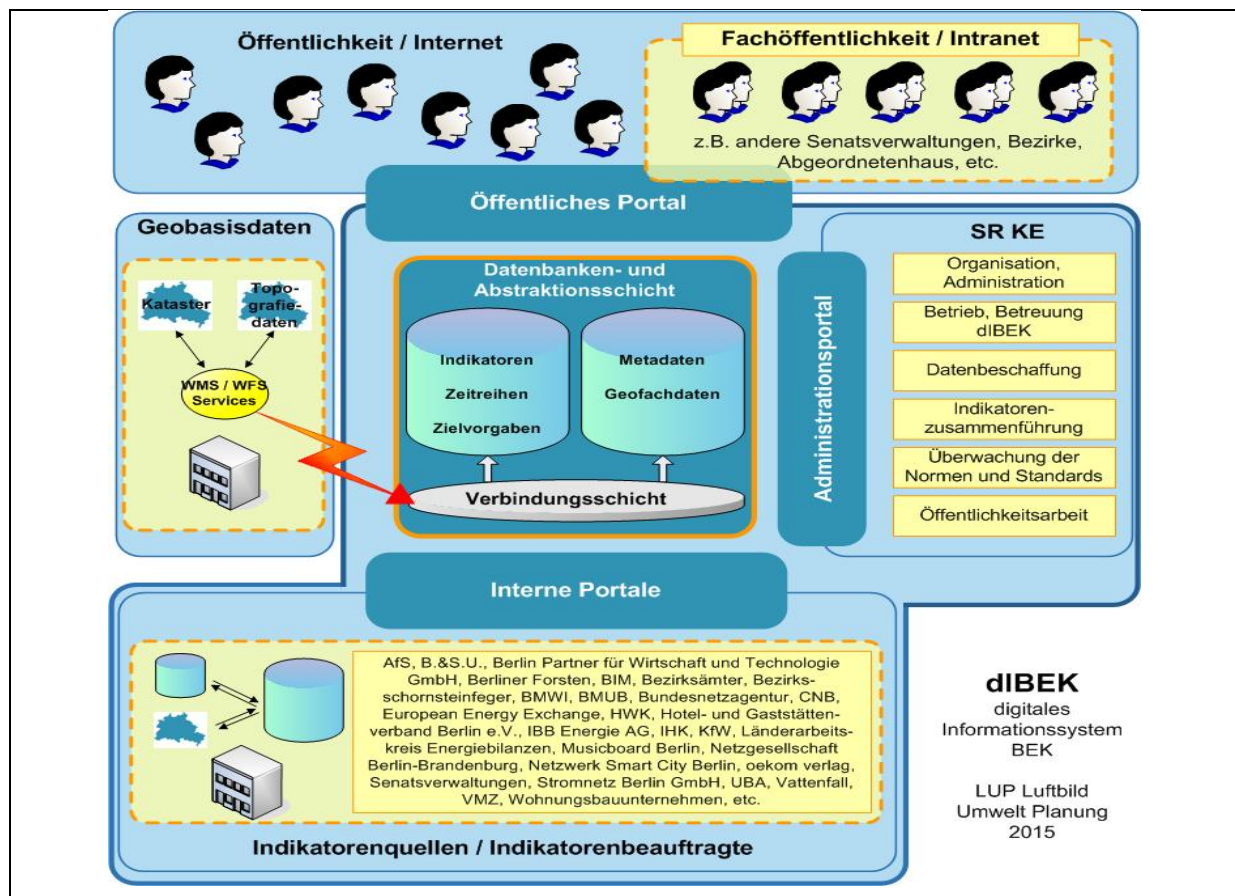 Öffentlichkeit / Internet
Fachöffentlichkeit / Intranet
z.B. andere Senatsverwaltungen, Bezirke,
Abgeordnetenhaus, etc.
Öffentliches Portal
Geobasisdaten
Kataster
Topo-
grafie-
daten
WMS / WFS
Services
Datenbanken- und
Abstraktionsschicht
Indikatoren
Zeitreihen
Zielvorgaben
Metadaten
Geofachdaten
Verbindungsschicht
Administrationsportal
SR KE
Organisation,
Administration
Betrieb, Betreuung
dIBEK
Datenbeschaffung
Indikatoren-
zusammenführung
Überwachung der
Normen und Standards
Öffentlichkeitsarbeit
Interne Portale
AfS, B.&S.U., Berlin Partner für Wirtschaft und Technologie
GmbH, Berliner Forsten, BIM, Bezirksämter, Bezirks-
schornsteinfeger, BMWI, BMUB, Bundesnetzagentur, CNB,
European Energy Exchange, HWK, Hotel- und Gaststätten-
verband Berlin e.V., IBB Energie AG, IHK, KfW, Länderarbeits-
kreis Energiebilanzen, Musicboard Berlin, Netzgesellschaft
Berlin-Brandenburg, Netzwerk Smart City Berlin, oekom verlag,
Senatsverwaltungen, Stromnetz Berlin GmbH, UBA, Vattenfall,
VMZ, Wohnungsbauunternehmen, etc.
Indikatorenquellen / Indikatorenbeauftragte
dIBEK
digitales
Informationssystem
BEK
LUP Luftbild
Umwelt Planung
2015